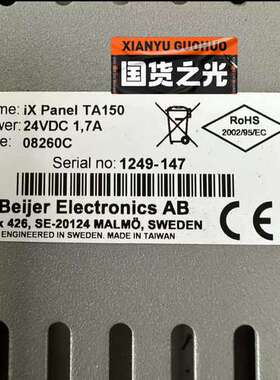 XIANYU GUOHUO
国货之光
me: iX Panel TA150
wer: 24VDC 1,7A
e: 08260C
RoHS
2002/95/EC
Serial no: 1249-147
Beijer Electronics AB
x 426, SE-20124 MALMÖ, SWEDEN
ENGINEERED IN SWEDEN. MADE IN TAIWAN
CE